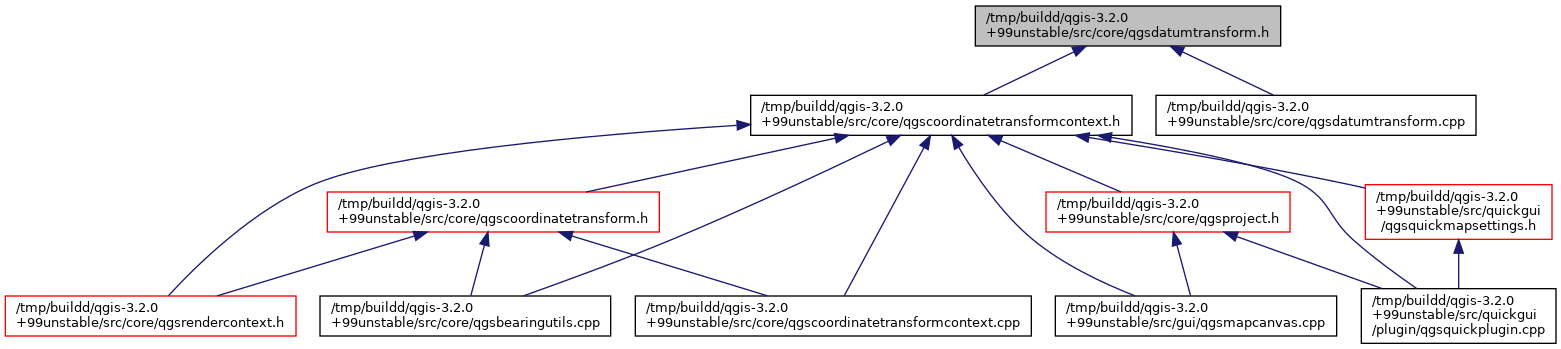 /tmp/buildd/qgis-3.2.0
+99unstable/src/core/qgsdatumtransform.h
/tmp/buildd/qgis-3.2.0
+99unstable/src/core/qgscoordinatetransformcontext.h
/tmp/buildd/qgis-3.2.0
+99unstable/src/core/qgsdatumtransform.cpp
/tmp/buildd/qgis-3.2.0
+99unstable/src/core/qgscoordinatetransform.h
/tmp/buildd/qgis-3.2.0
+99unstable/src/core/qgsproject.h
/tmp/buildd/qgis-3.2.0
+99unstable/src/quickgui
/qgsquickmapsettings.h
/tmp/buildd/qgis-3.2.0
+99unstable/src/core/qgsrendercontext.h
/tmp/buildd/qgis-3.2.0
+99unstable/src/core/qgsbearingutils.cpp
/tmp/buildd/qgis-3.2.0
+99unstable/src/core/qgscoordinatetransformcontext.cpp
/tmp/buildd/qgis-3.2.0
+99unstable/src/gui/qgsmapcanvas.cpp
/tmp/buildd/qgis-3.2.0
+99unstable/src/quickgui
/plugin/qgsquickplugin.cpp